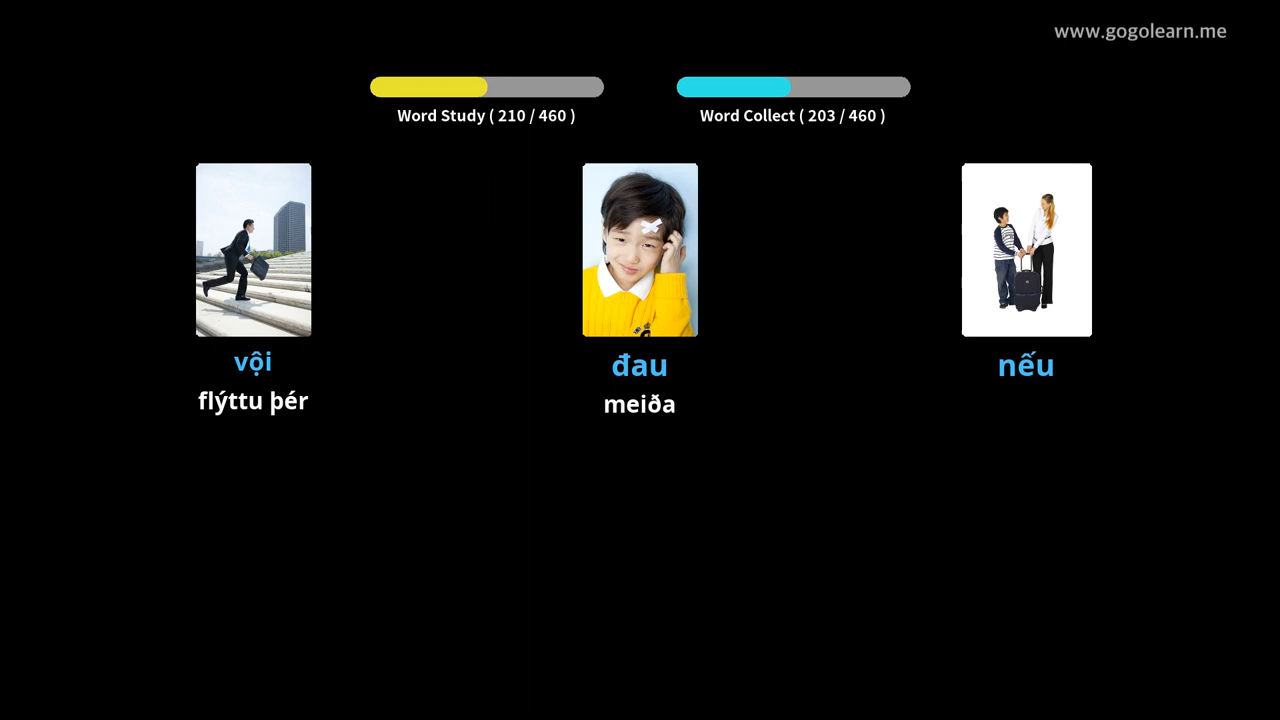 www.gogolearn.me
Word Study ( 210 / 460 )
Word Collect ( 203 / 460 )
vội
đau
nếu
flýttu þér
meiða